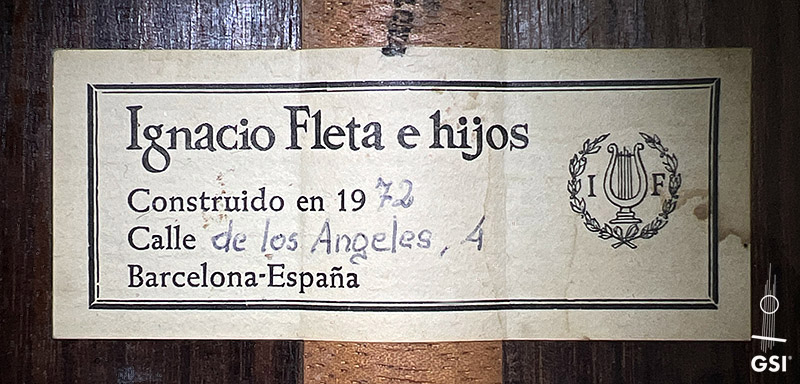 Ignacio Fleta e hijos
Construido en 1972
Calle de los Angeles, 4
Barcelona-España
I F
GSI